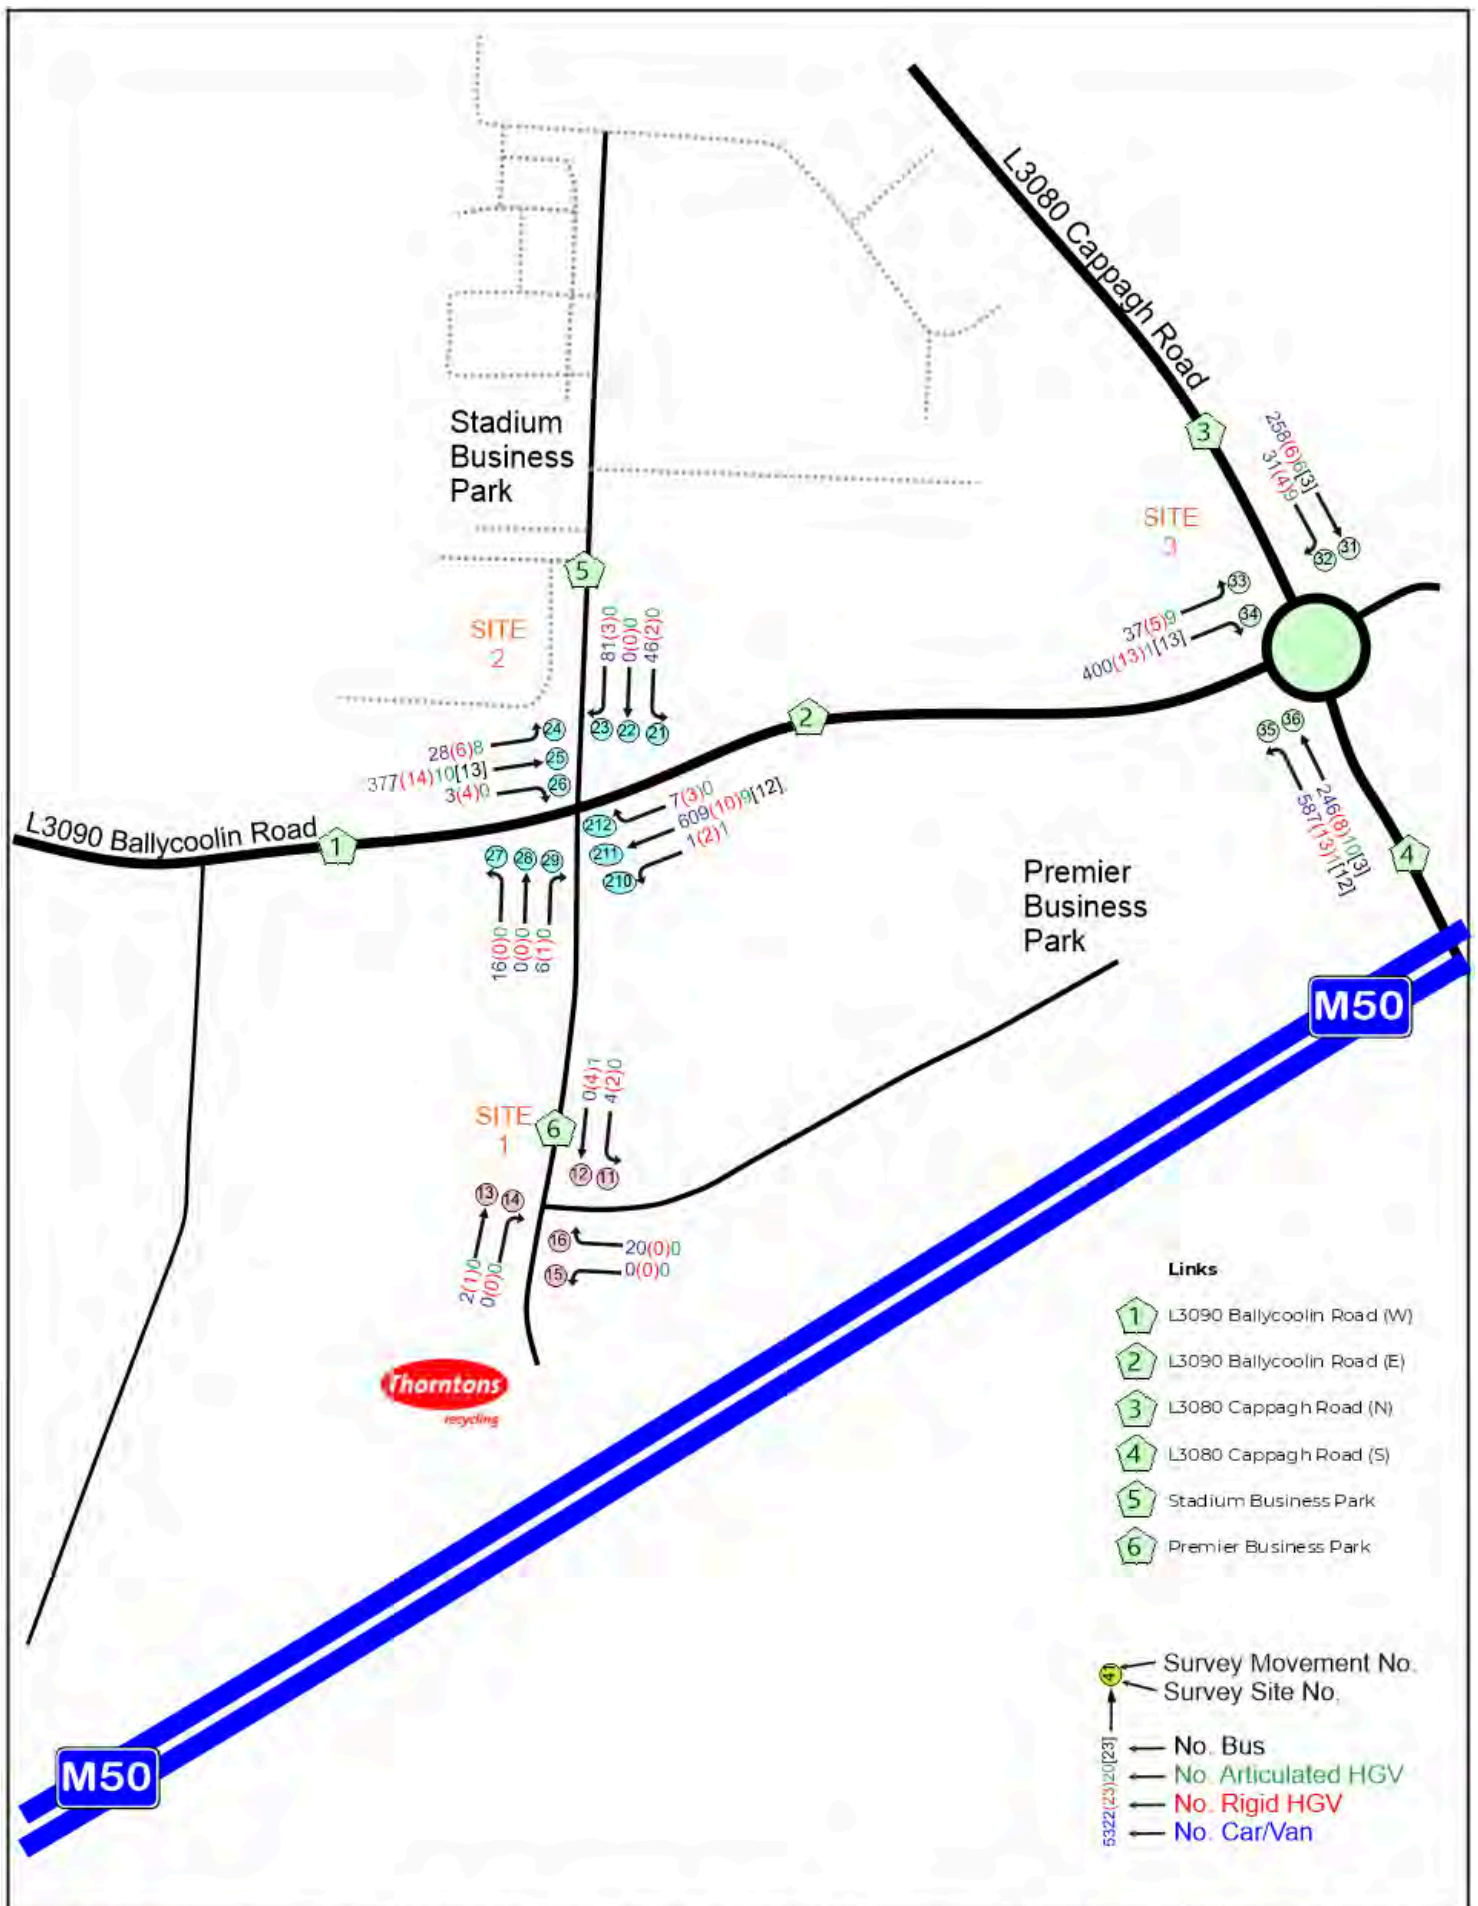 L3080 Cappagh Road
Stadium
Business
Park
3
258(6)6[3]
31(4)9
SITE
3
32
31
33
34
37(5)9
400(13)1[13]
5
SITE
2
81(3)0
0(0)0
46(2)0
24
23
22
21
25
26
28(6)8
377(14)10[13]
3(4)0
2
35
36
246(8)10[3]
587(13)1[12]
4
L3090 Ballycoolin Road
1
7(3)0
609(10)9[12]
1(2)1
212
211
210
27
28
29
16(0)0
0(0)0
6(1)0
Premier
Business
Park
M50
0(4)1
4(2)0
SITE
1
6
12
11
13
14
16
20(0)0
15
0(0)0
2(1)0
0(0)0
Thorntons
recycling
Links
1 L3090 Ballycoolin Road (W)
2 L3090 Ballycoolin Road (E)
3 L3080 Cappagh Road (N)
4 L3080 Cappagh Road (S)
5 Stadium Business Park
6 Premier Business Park
41
Survey Movement No.
Survey Site No.
5322(23)20[23]
No. Bus
No. Articulated HGV
No. Rigid HGV
No. Car/Van
M50